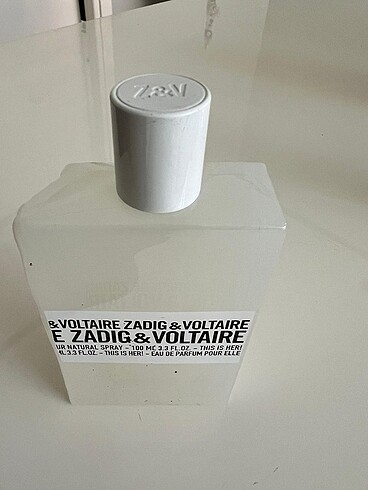 Z&V
&VOLTAIRE ZADIG&VOLTAIRE
E ZADIG&VOLTAIRE
UR NATURAL SPRAY – 100 ML 3.3 FL.OZ. – THIS IS HER!
ML 3.3 FL.OZ. – THIS IS HER! – EAU DE PARFUM POUR ELLE